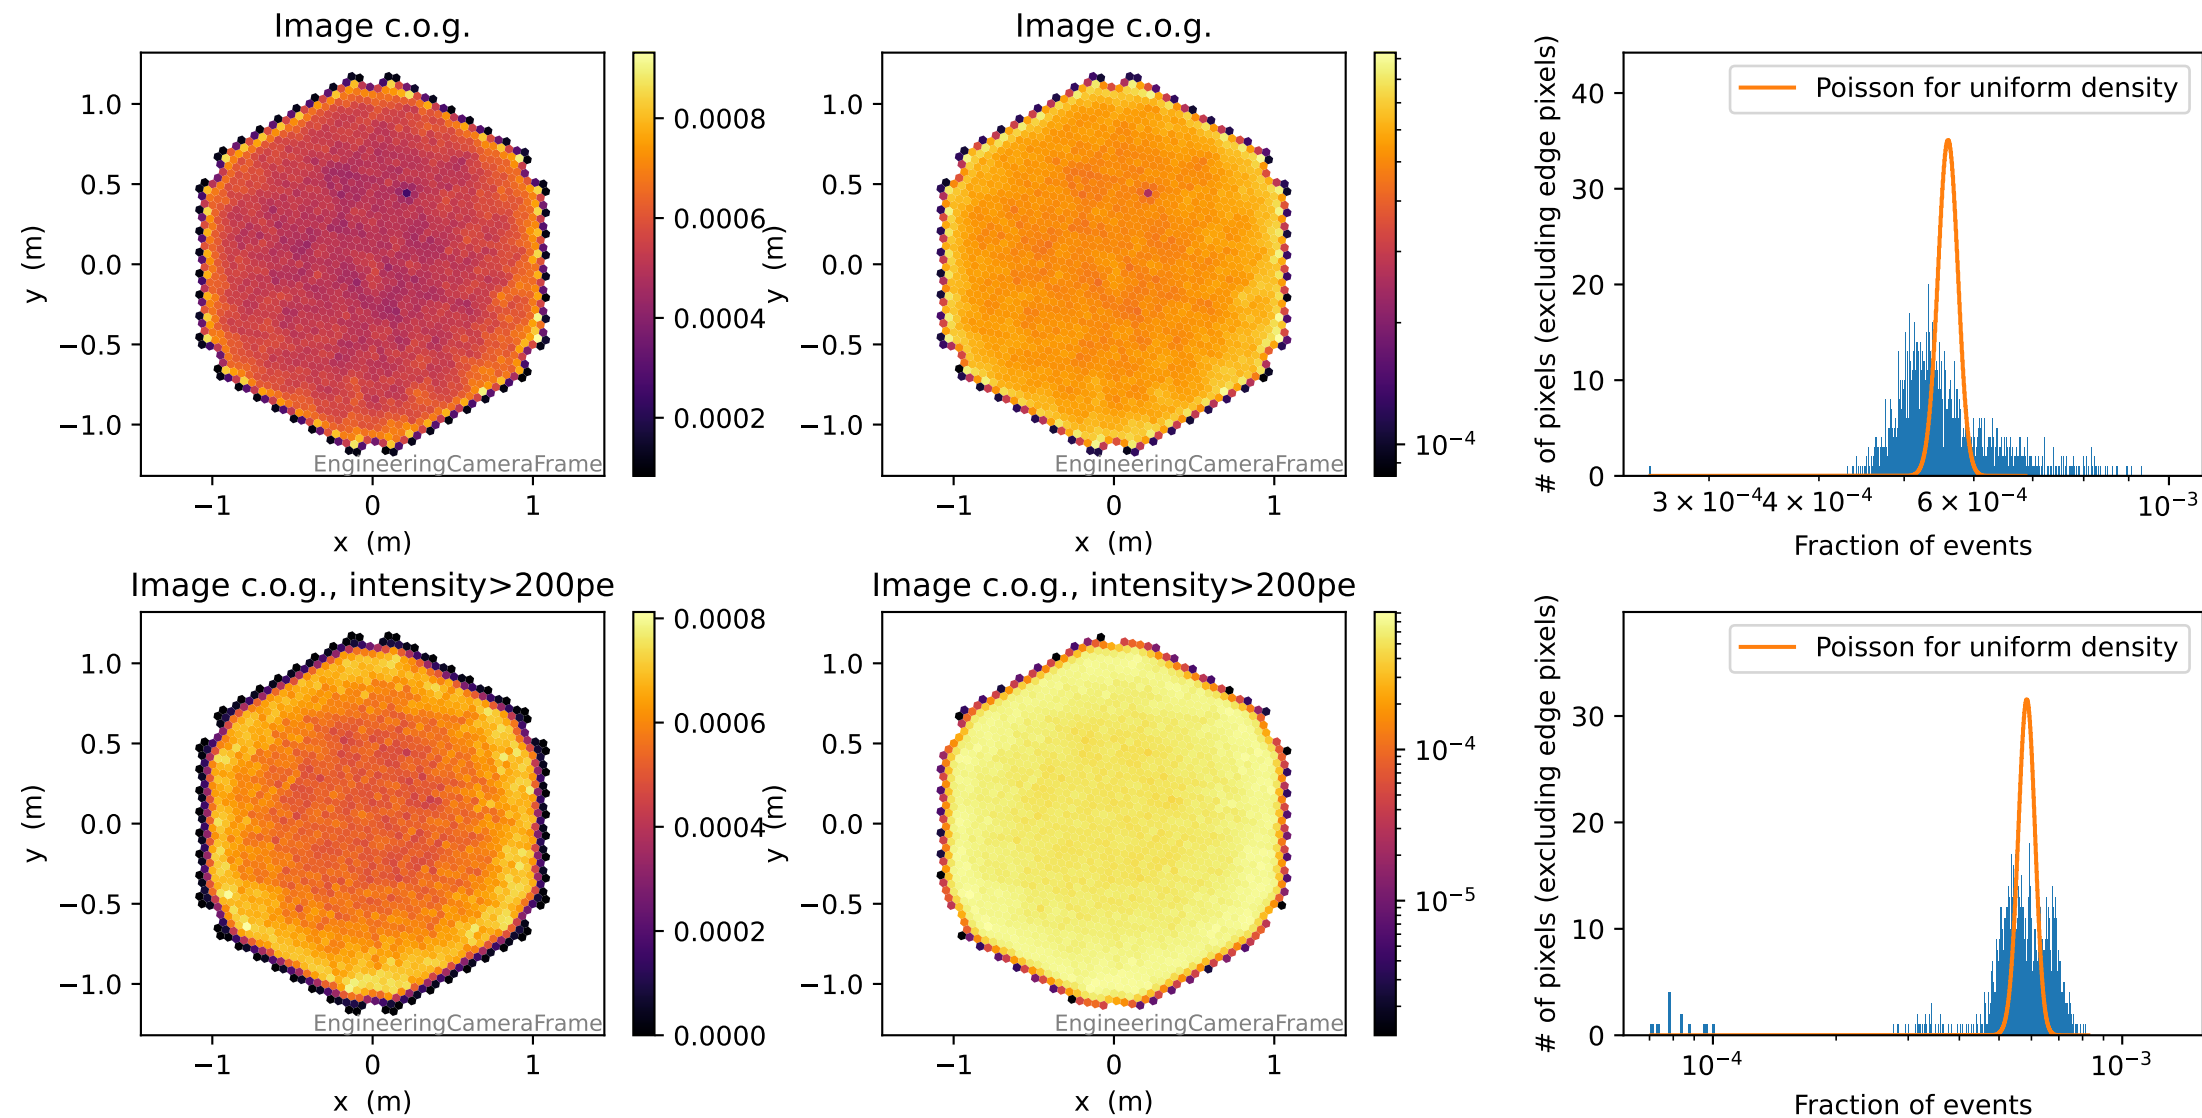 Image c.o.g.
1.0
0.5
0.0
−0.5
−1.0
y (m)
−1
0
1
x (m)
EngineeringCameraFrame
0.0008
0.0006
0.0004
0.0002
Image c.o.g.
1.0
0.5
0.0
−0.5
−1.0
y (m)
−1
0
1
x (m)
EngineeringCameraFrame
10⁻⁴
# of pixels (excluding edge pixels)
40
30
20
10
0
Poisson for uniform density
3 × 10⁻⁴
4 × 10⁻⁴
6 × 10⁻⁴
10⁻³
Fraction of events
Image c.o.g., intensity>200pe
1.0
0.5
0.0
−0.5
−1.0
y (m)
−1
0
1
x (m)
EngineeringCameraFrame
0.0008
0.0006
0.0004
0.0002
0.0000
Image c.o.g., intensity>200pe
1.0
0.5
0.0
−0.5
−1.0
y (m)
−1
0
1
x (m)
EngineeringCameraFrame
10⁻⁴
10⁻⁵
# of pixels (excluding edge pixels)
30
20
10
0
Poisson for uniform density
10⁻⁴
10⁻³
Fraction of events